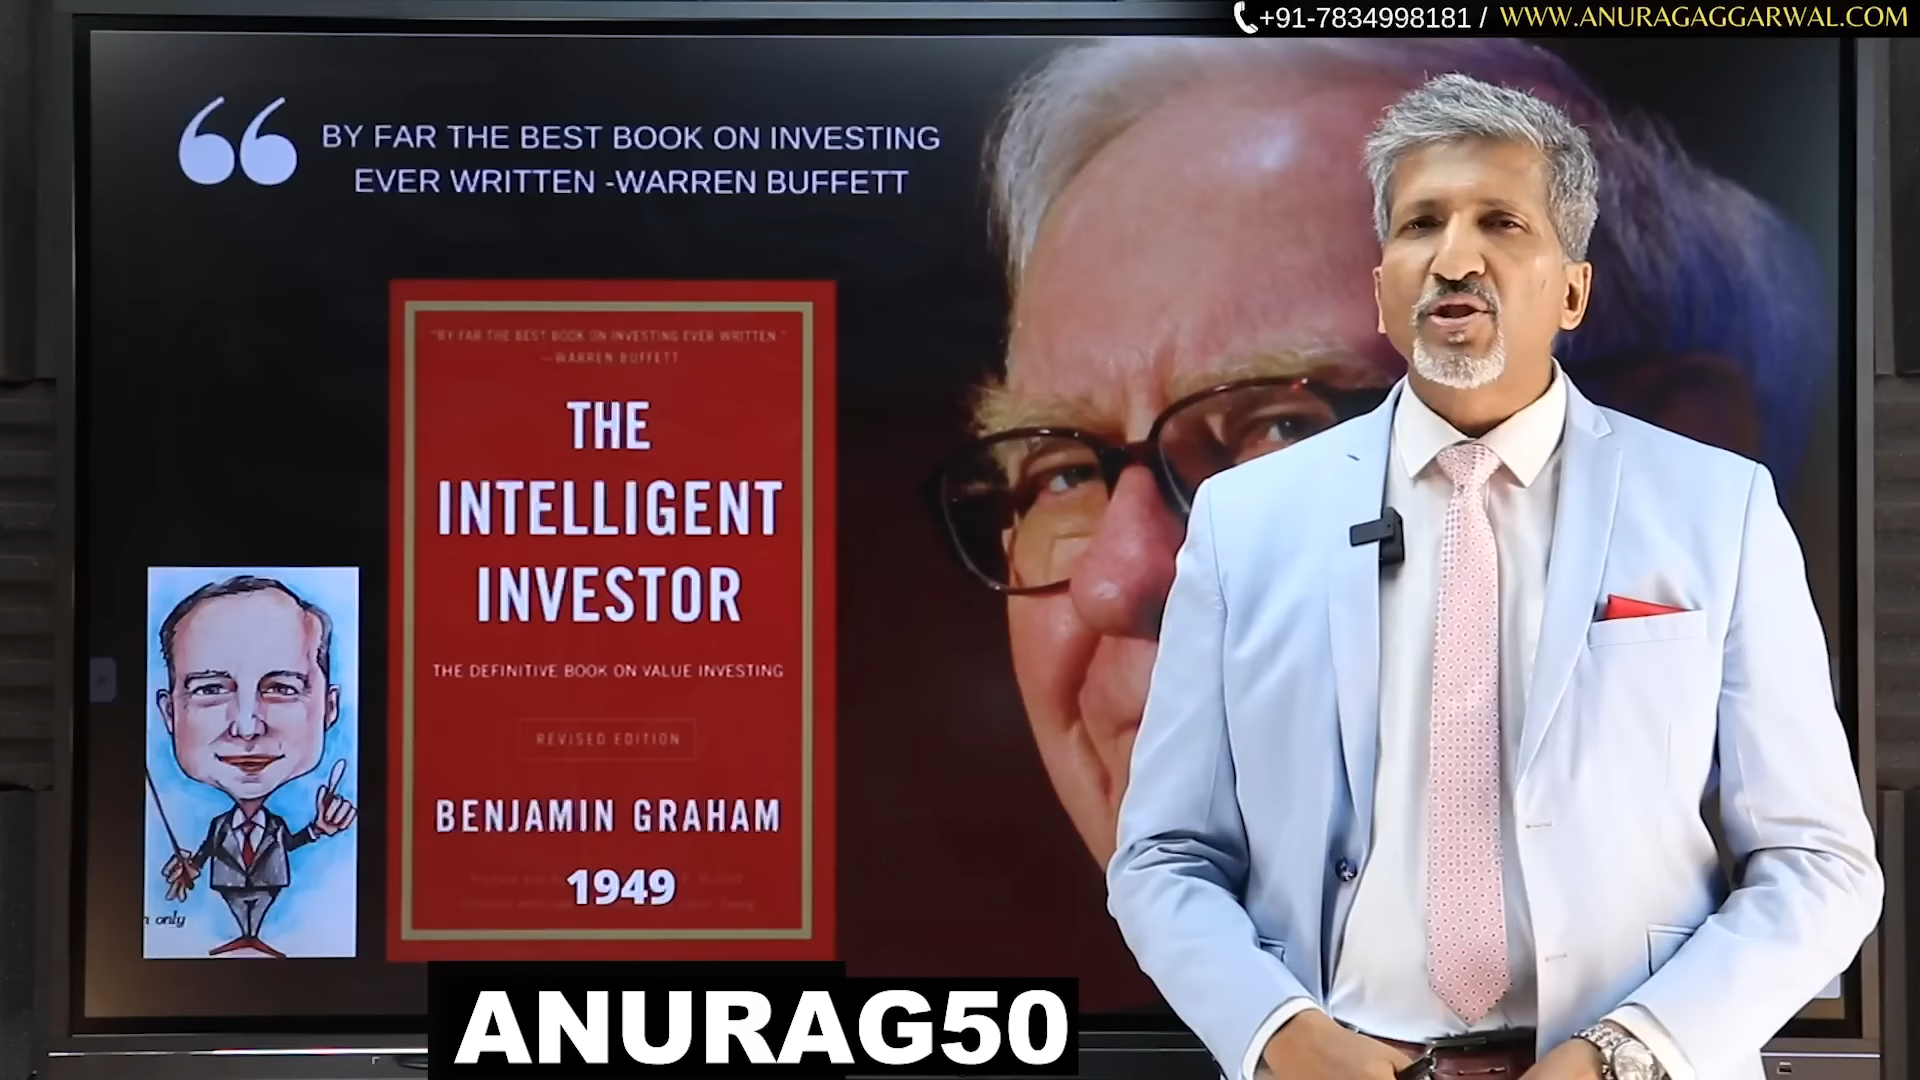 +91-7834998181 / WWW.ANURAGAGGARWAL.COM
BY FAR THE BEST BOOK ON INVESTING
EVER WRITTEN -WARREN BUFFETT
"BY FAR THE BEST BOOK ON INVESTING EVER WRITTEN."
—WARREN BUFFETT
THE
INTELLIGENT
INVESTOR
THE DEFINITIVE BOOK ON VALUE INVESTING
REVISED EDITION
BENJAMIN GRAHAM
1949
only
ANURAG50